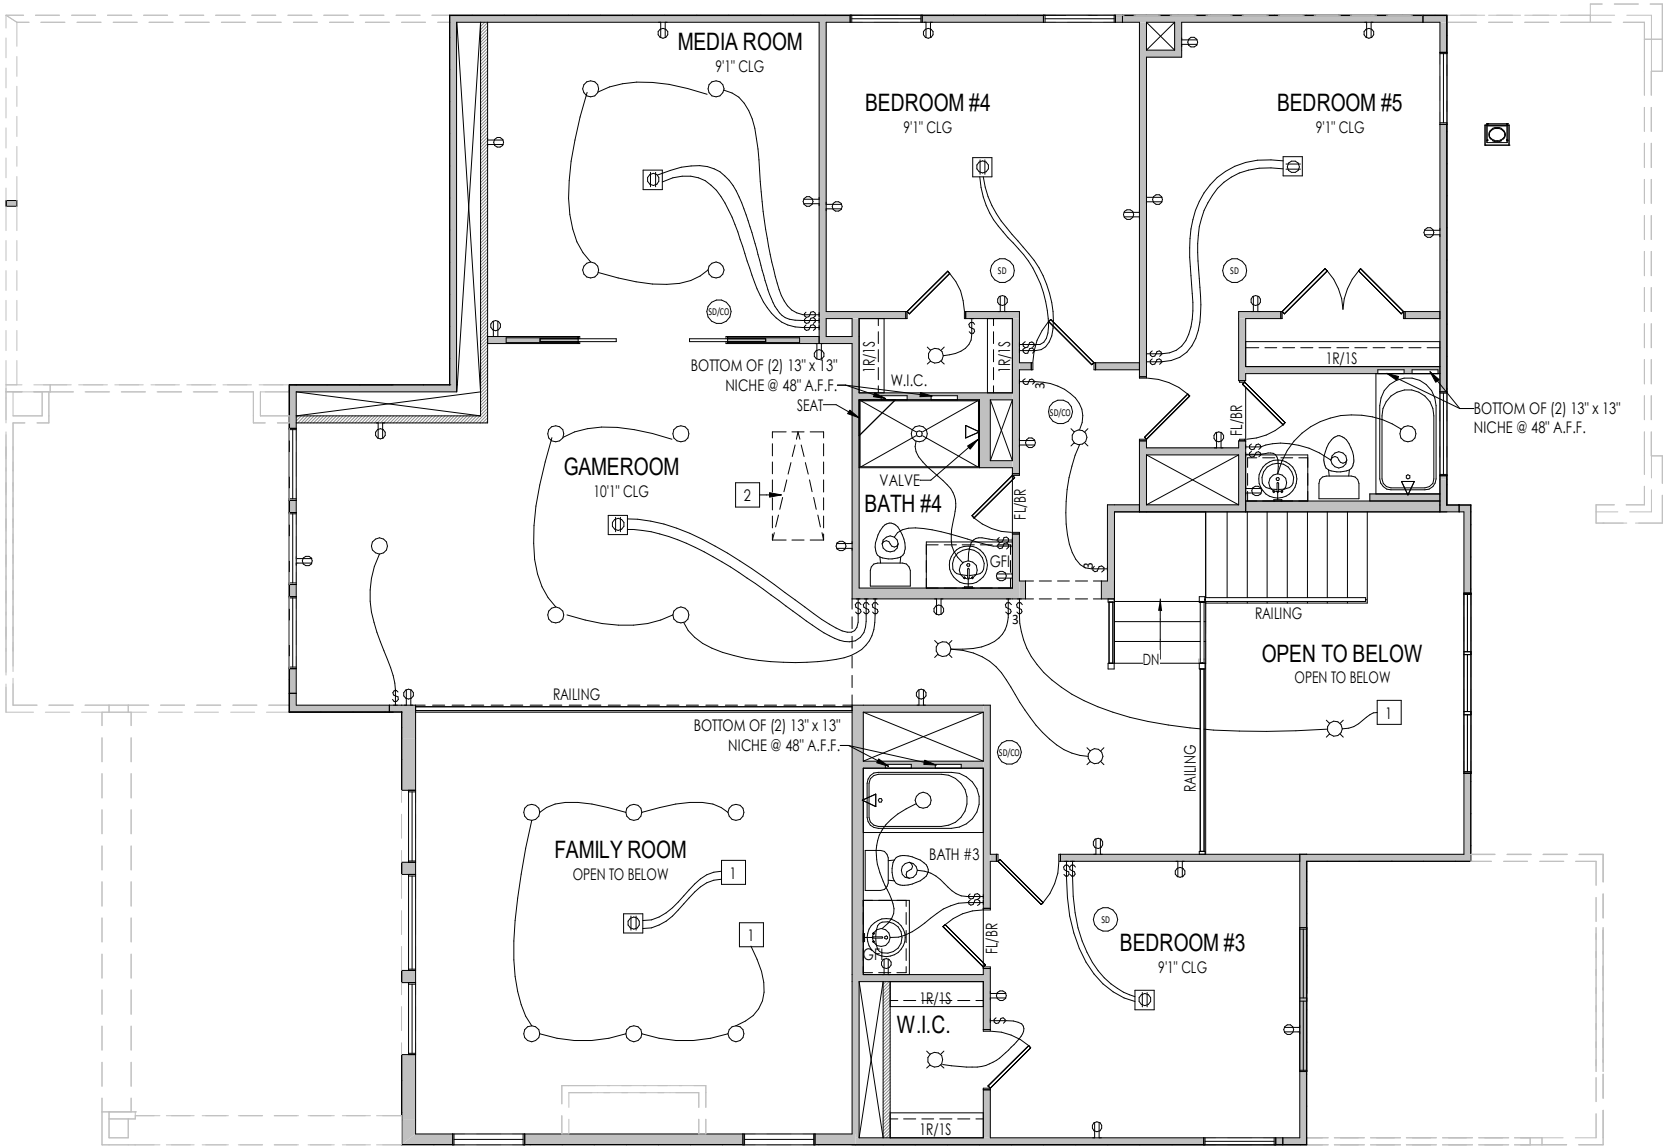 MEDIA ROOM
9'1" CLG
BEDROOM #4
9'1" CLG
BEDROOM #5
9'1" CLG
SD
SD
SD/CO
$
$
$
$
1R/1S
1R/1S
$
$
$
1R/1S
$
$
BOTTOM OF (2) 13" x 13"
NICHE @ 48" A.F.F.
W.I.C.
SEAT
$
3
SD/CO
FL/BR
BOTTOM OF (2) 13" x 13"
NICHE @ 48" A.F.F.
GAMEROOM
10'1" CLG
2
VALVE
BATH #4
FL/BR
$
$
$
$
GFI
$
3
$
$
$
$
$
3
RAILING
DN
OPEN TO BELOW
OPEN TO BELOW
RAILING
$
1
BOTTOM OF (2) 13" x 13"
NICHE @ 48" A.F.F.
SD/CO
RAILING
FAMILY ROOM
OPEN TO BELOW
1
1
BATH #3
$
$
$
$
FL/BR
GFI
SD
BEDROOM #3
9'1" CLG
1R/1S
W.I.C.
$
1R/1S